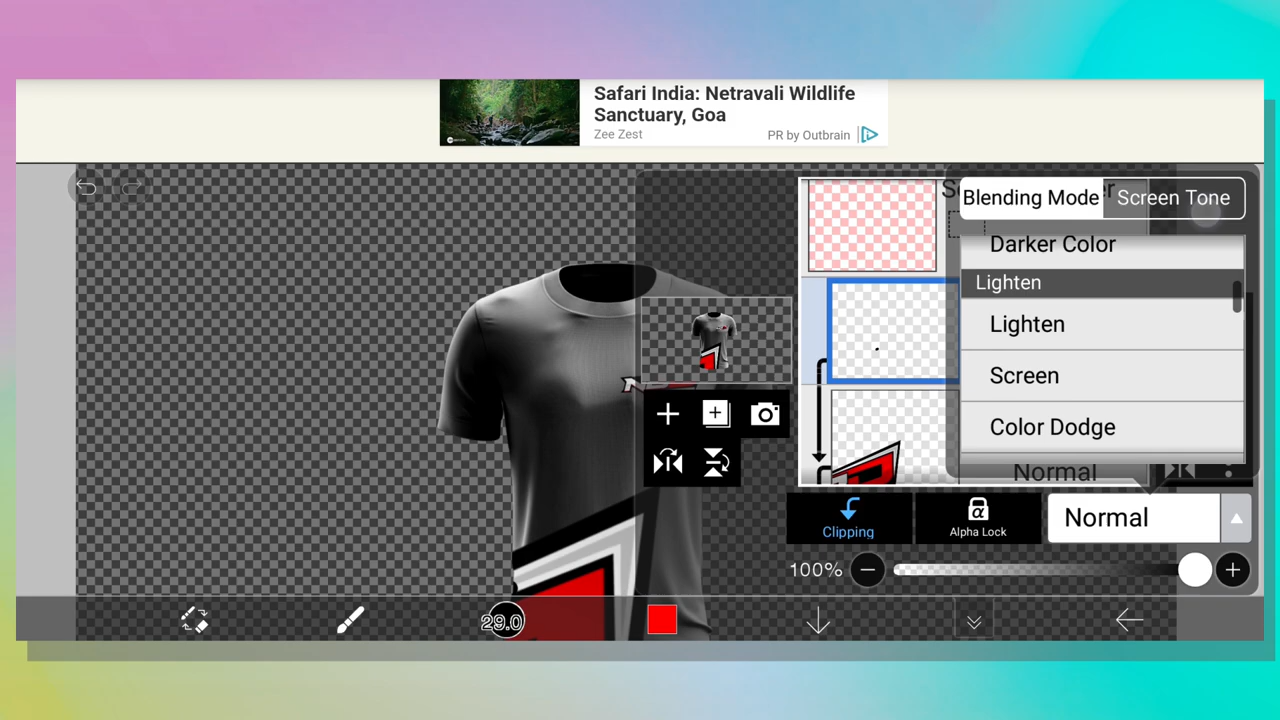 Safari India: Netravali Wildlife
Sanctuary, Goa
Zee Zest
PR by Outbrain
Blending Mode
Screen Tone
Darker Color
Lighten
Lighten
Screen
Color Dodge
Normal
Clipping
Alpha Lock
Normal
100%
29.0